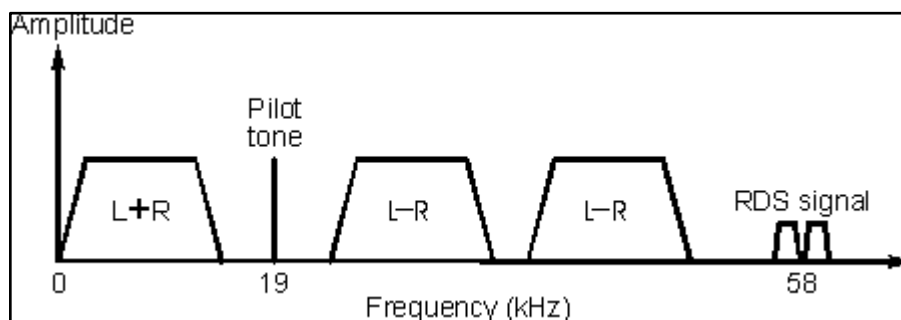 Amplitude
Pilot
tone
L+R
L–R
L–R
RDS signal
0
19
58
Frequency (kHz)